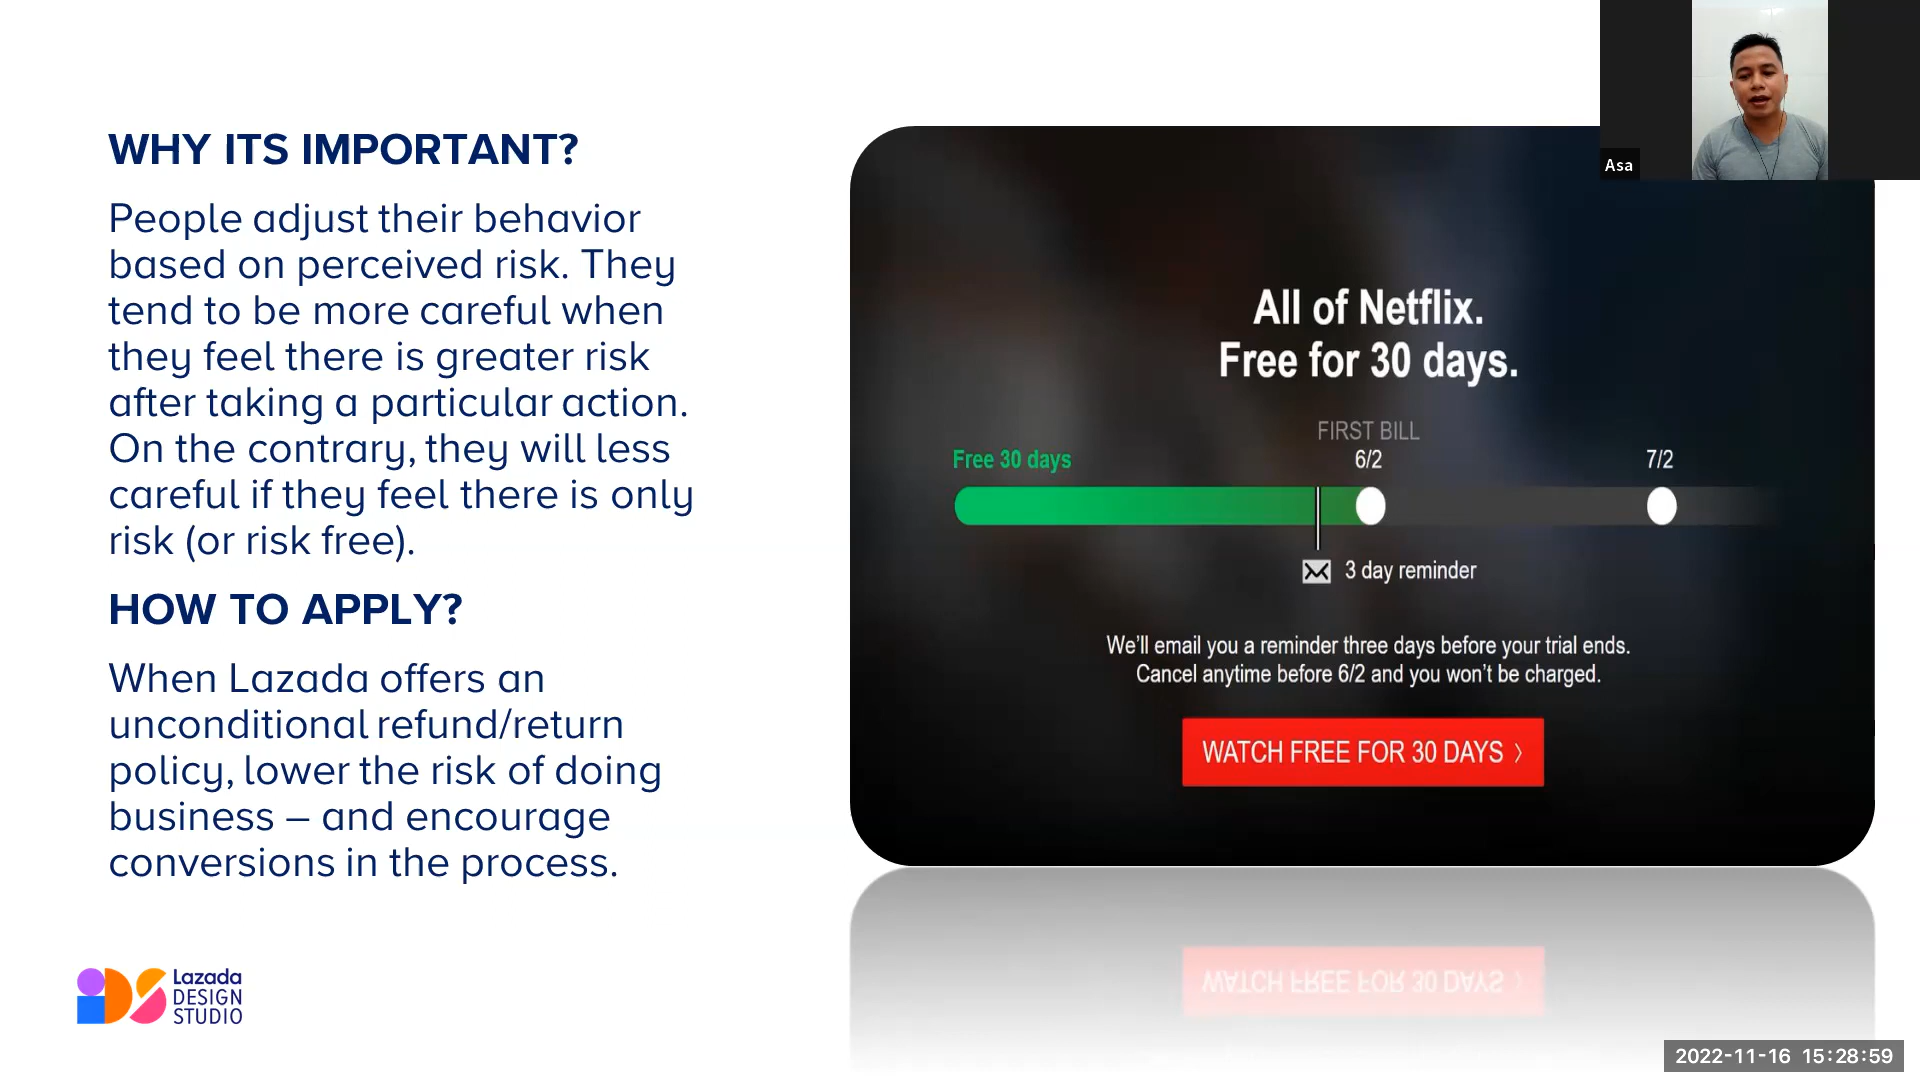 WHY ITS IMPORTANT?
People adjust their behavior
based on perceived risk. They
tend to be more careful when
they feel there is greater risk
after taking a particular action.
On the contrary, they will less
careful if they feel there is only
risk (or risk free).
HOW TO APPLY?
When Lazada offers an
unconditional refund/return
policy, lower the risk of doing
business – and encourage
conversions in the process.
Lazada
DESIGN
STUDIO
Asa
All of Netflix.
Free for 30 days.
FIRST BILL
Free 30 days
6/2
7/2
3 day reminder
We'll email you a reminder three days before your trial ends.
Cancel anytime before 6/2 and you won't be charged.
WATCH FREE FOR 30 DAYS 〉
WATCH FREE FOR 30 DAYS 〉
2022-11-16 15:28:59